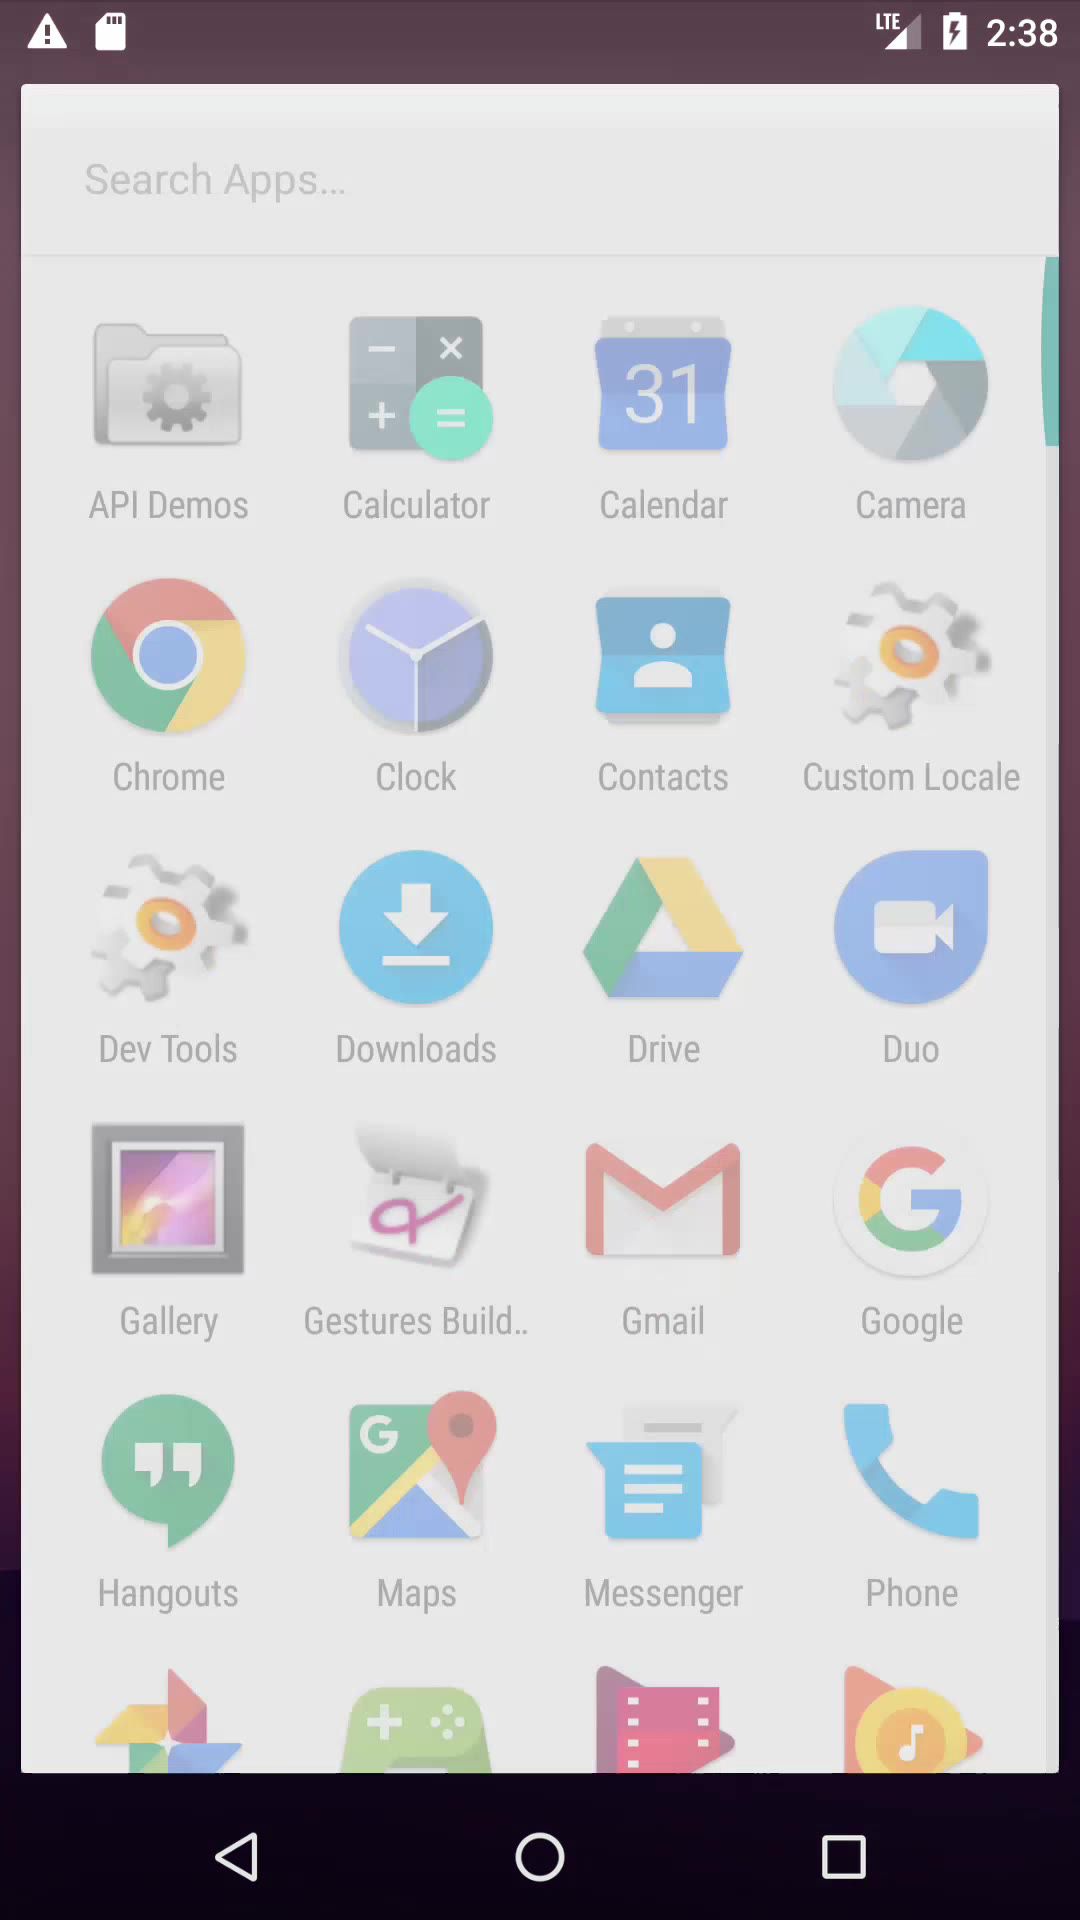 LTE 2:38
Search Apps...
31
API Demos Calculator Calendar Camera
Chrome Clock Contacts Custom Locale
Dev Tools Downloads Drive Duo
Gallery Gestures Build.. Gmail Google
G
Hangouts Maps Messenger Phone